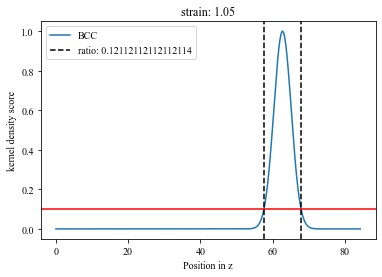 strain: 1.05
BCC
ratio: 0.12112112112112114
kernel density score
1.0
0.8
0.6
0.4
0.2
0.0
0 20 40 60 80
Position in z